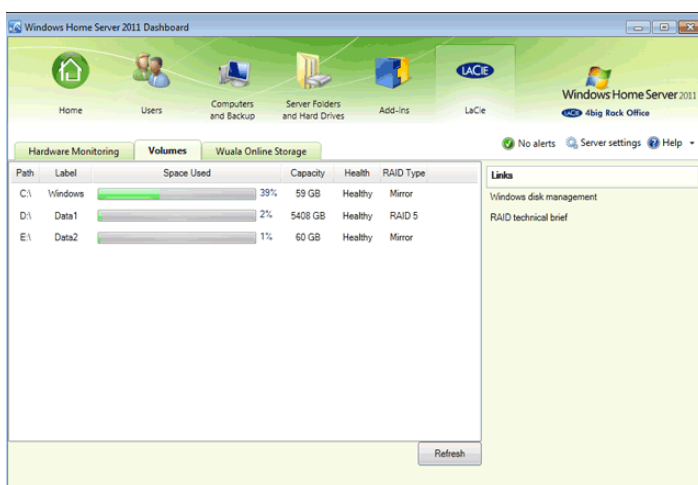 Windows Home Server 2011 Dashboard
Home
Users
Computers and Backup
Server Folders and Hard Drives
Add-Ins
LACIE
LaCie
Windows Home Server 2011
LACIE 4big Rack Office
No alerts
Server settings
Help
Hardware Monitoring
Volumes
Wuala Online Storage
Path Label Space Used Capacity Health RAID Type
C:\ Windows 39% 59 GB Healthy Mirror
D:\ Data1 2% 5408 GB Healthy RAID 5
E:\ Data2 1% 60 GB Healthy Mirror
Links
Windows disk management
RAID technical brief
Refresh